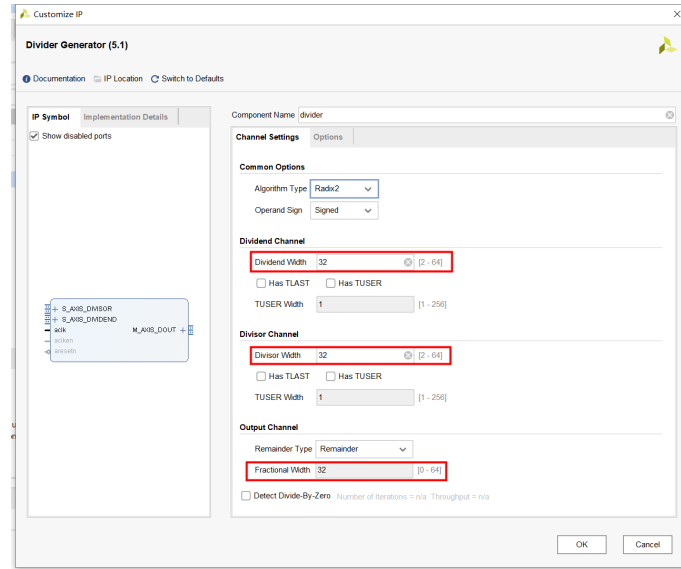 Customize IP
Divider Generator (5.1)
Documentation IP Location Switch to Defaults
IP Symbol Implementation Details
Show disabled ports
S_AXIS_DIVISOR
S_AXIS_DIVIDEND
aclk M_AXIS_DOUT
aclken
aresetn
Component Name divider
Channel Settings Options
Common Options
Algorithm Type Radix2
Operand Sign Signed
Dividend Channel
Dividend Width 32 [2 - 64]
Has TLAST Has TUSER
TUSER Width 1 [1 - 256]
Divisor Channel
Divisor Width 32 [2 - 64]
Has TLAST Has TUSER
TUSER Width 1 [1 - 256]
Output Channel
Remainder Type Remainder
Fractional Width 32 [0 - 64]
Detect Divide-By-Zero Number of iterations = n/a Throughput = n/a
OK Cancel